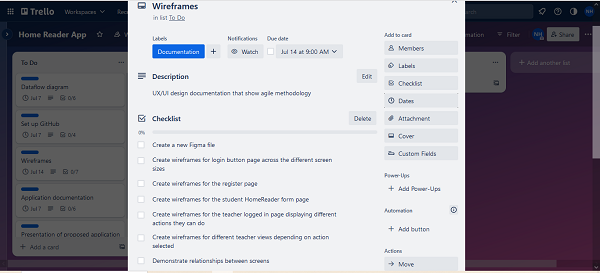 Trello
Workspaces
Recent
NH
Home Reader App
Filter
NH
Share
To Do
Dataflow diagram
Jul 7
0/9
Set up GitHub
Jul 7
0/4
Wireframes
Jul 14
0/7
Application documentation
Jul 7
0/9
Presentation of proposed application
+ Add a card
+ Add another list
Wireframes
in list To Do
Labels
Notifications
Due date
Documentation
+
Watch
Jul 14 at 9:00 AM
Description
Edit
UX/UI design documentation that show agile methodology
Checklist
Delete
0%
Create a new Figma file
Create wireframes for login button page across the different screen
sizes
Create wireframes for the register page
Create wireframes for the student HomeReader form page
Create wireframes for the teacher logged in page displaying different
actions they can do
Create wireframes for different teacher views depending on action
selected
Demonstrate relationships between screens
Add to card
Members
Labels
Checklist
Dates
Attachment
Cover
Custom Fields
Power-Ups
+ Add Power-Ups
Automation
+ Add button
Actions
Move